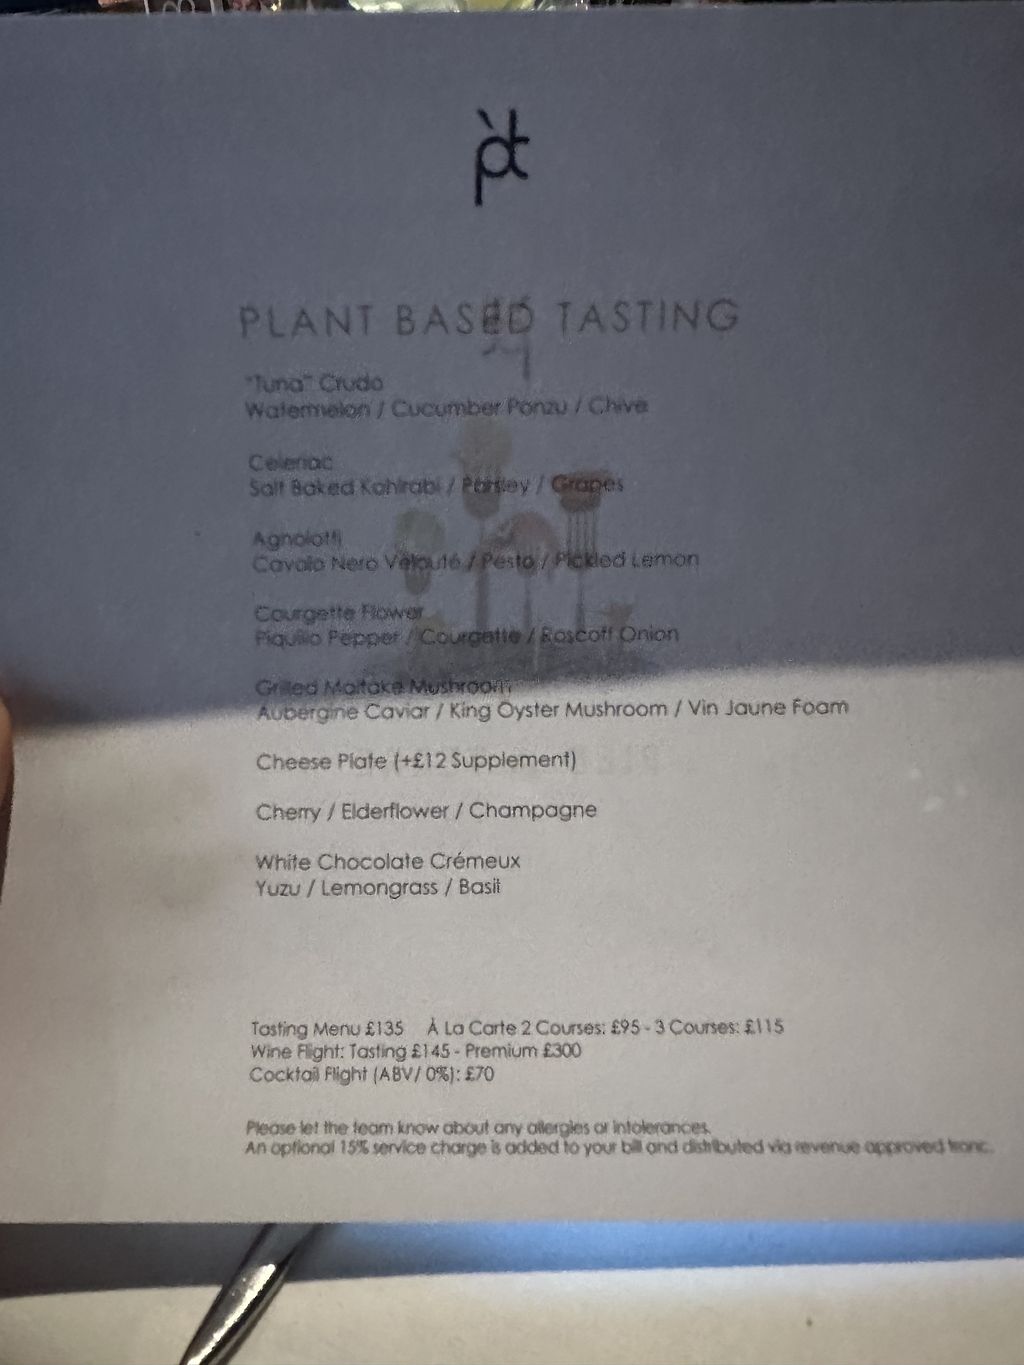 pt
PLANT BASED TASTING
"Tuna" Crudo
Watermelon / Cucumber Ponzu / Chive
Celeriac
Salt Baked Kohlrabi / Parsley / Grapes
Agnolotti
Cavolo Nero Velouté / Pesto / Pickled Lemon
Courgette Flower
Piquillo Pepper / Courgette / Roscoff Onion
Grilled Maitake Mushroom
Aubergine Caviar / King Oyster Mushroom / Vin Jaune Foam
Cheese Plate (+£12 Supplement)
Cherry / Elderflower / Champagne
White Chocolate Crémeux
Yuzu / Lemongrass / Basil
Tasting Menu £135 À La Carte 2 Courses: £95 - 3 Courses: £115
Wine Flight: Tasting £145 - Premium £300
Cocktail Flight (ABV/ 0%): £70
Please let the team know about any allergies or intolerances.
An optional 15% service charge is added to your bill and distributed via revenue approved tronc.